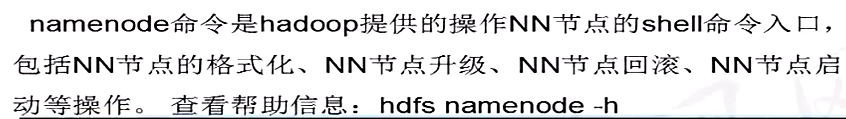 namenode命令是hadoop提供的操作NN节点的shell命令入口，
包括NN节点的格式化、NN节点升级、NN节点回滚、NN节点启
动等操作。 查看帮助信息：hdfs namenode -h